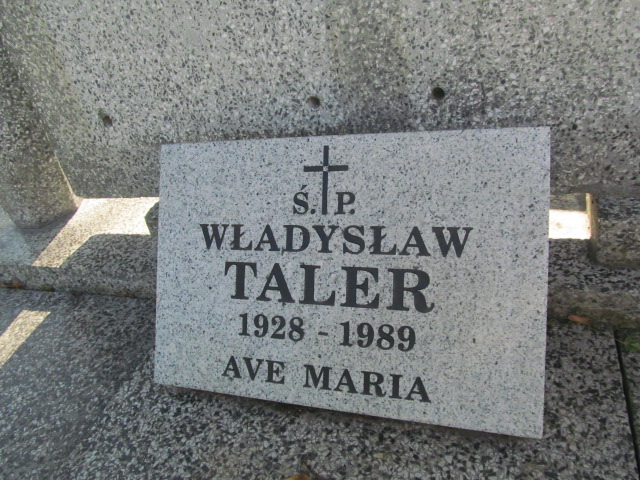 Ś. P.
WŁADYSŁAW
TALER
1928 - 1989
AVE MARIA